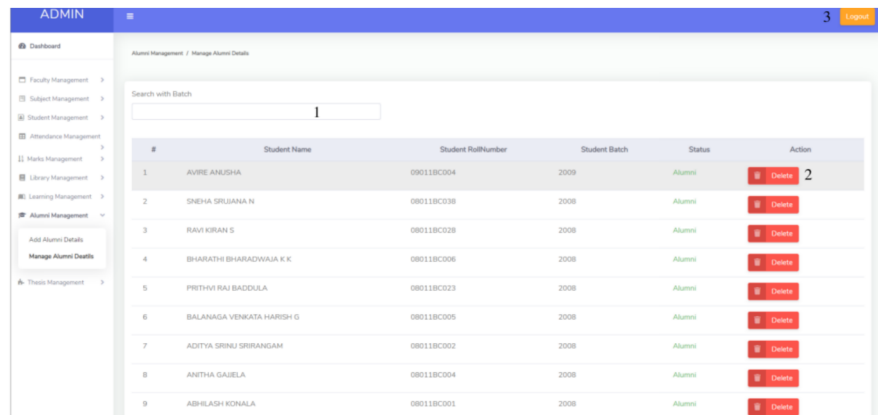 ADMIN
3 Logout
Dashboard
Alumni Management / Manage Alumni Details
Faculty Management >
Subject Management >
Student Management >
Attendance Management >
Marks Management >
Library Management >
Learning Management >
Alumni Management
Add Alumni Details
Manage Alumni Deatils
Thesis Management >
Search with Batch
1
# Student Name Student RollNumber Student Batch Status Action
1 AVIRE ANUSHA 09011BC004 2009 Alumni Delete 2
2 SNEHA SRUJANA N 08011BC038 2008 Alumni Delete
3 RAVI KIRAN S 08011BC028 2008 Alumni Delete
4 BHARATHI BHARADWAJA K K 08011BC006 2008 Alumni Delete
5 PRITHVI RAJ BADDULA 08011BC023 2008 Alumni Delete
6 BALANAGA VENKATA HARISH G 08011BC005 2008 Alumni Delete
7 ADITYA SRINU SRIRANGAM 08011BC002 2008 Alumni Delete
8 ANITHA GAJJELA 08011BC004 2008 Alumni Delete
9 ABHILASH KONALA 08011BC001 2008 Alumni Delete